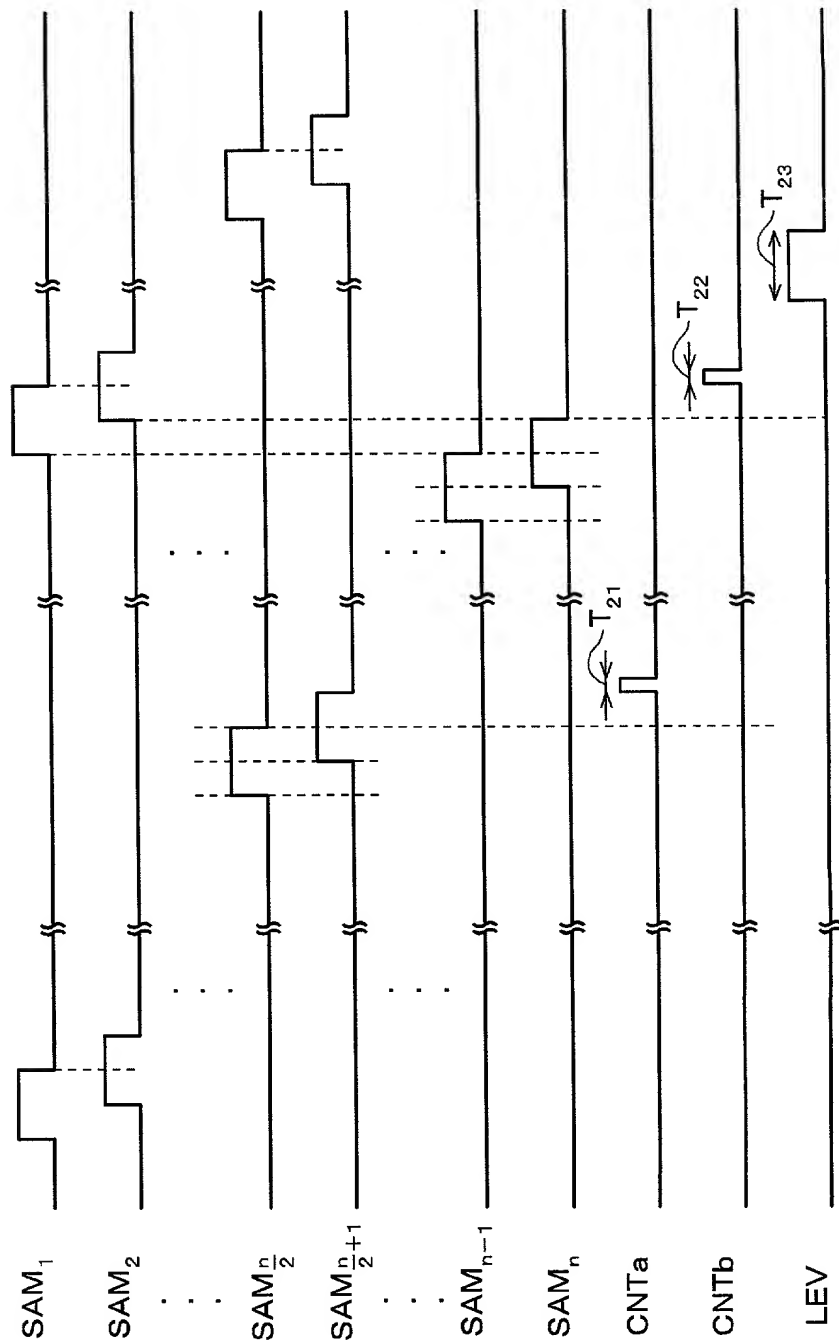 SAM1
SAM2
. . .
SAMn/2
SAMn/2+1
. . .
SAMn−1
SAMn
CNTa
CNTb
LEV
. . .
. . .
. . .
. . .
T21
T22
T23